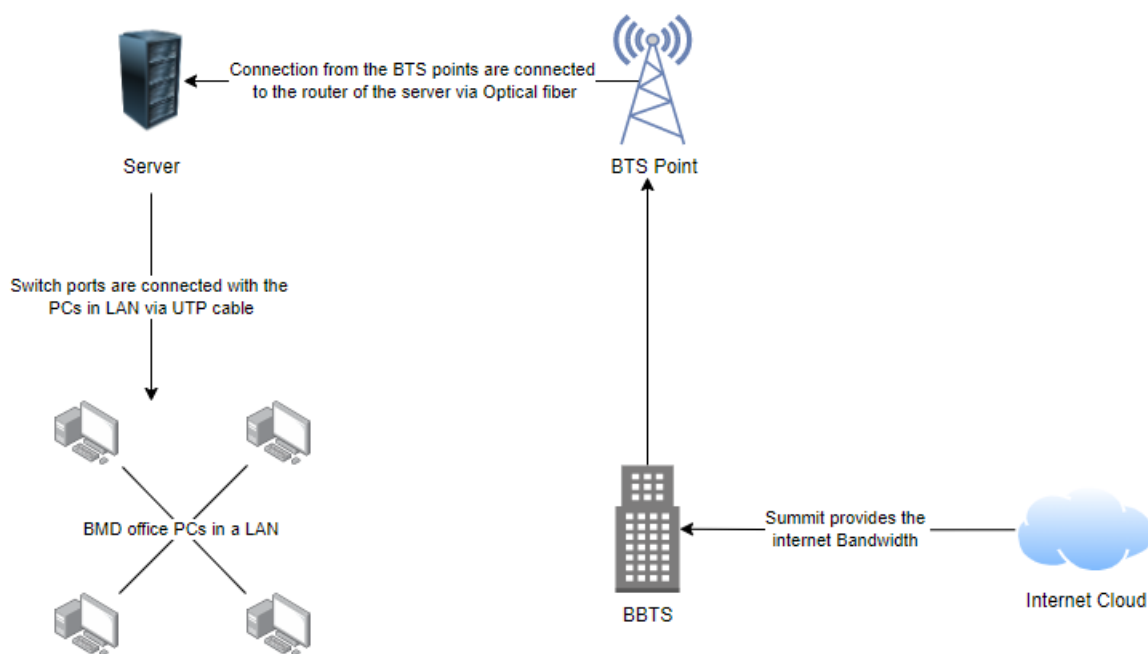 Connection from the BTS points are connected
to the router of the server via Optical fiber
Server
BTS Point
Switch ports are connected with the
PCs in LAN via UTP cable
BMD office PCs in a LAN
Summit provides the
internet Bandwidth
BBTS
Internet Cloud